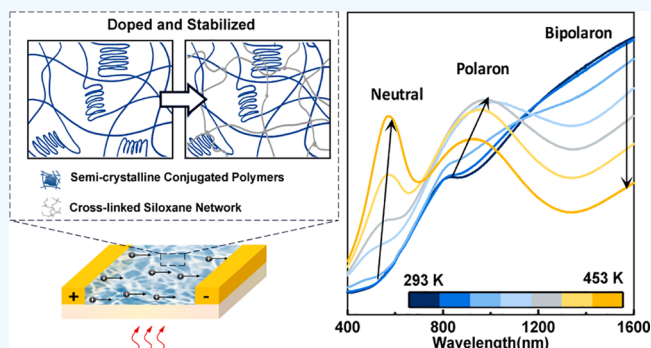 Doped and Stabilized
Semi-crystalline Conjugated Polymers
Cross-linked Siloxane Network
+
-
Neutral
Polaron
Bipolaron
293 K
453 K
400
800
1200
1600
Wavelength(nm)